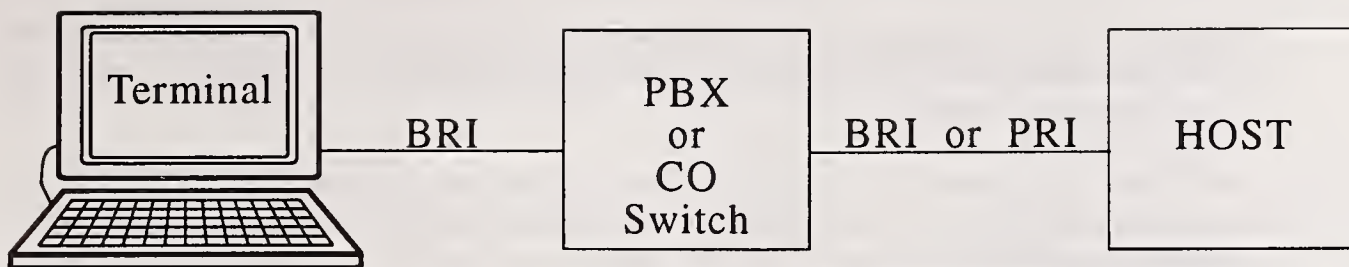 Terminal
BRI
PBX
or
CO
Switch
BRI or PRI
HOST